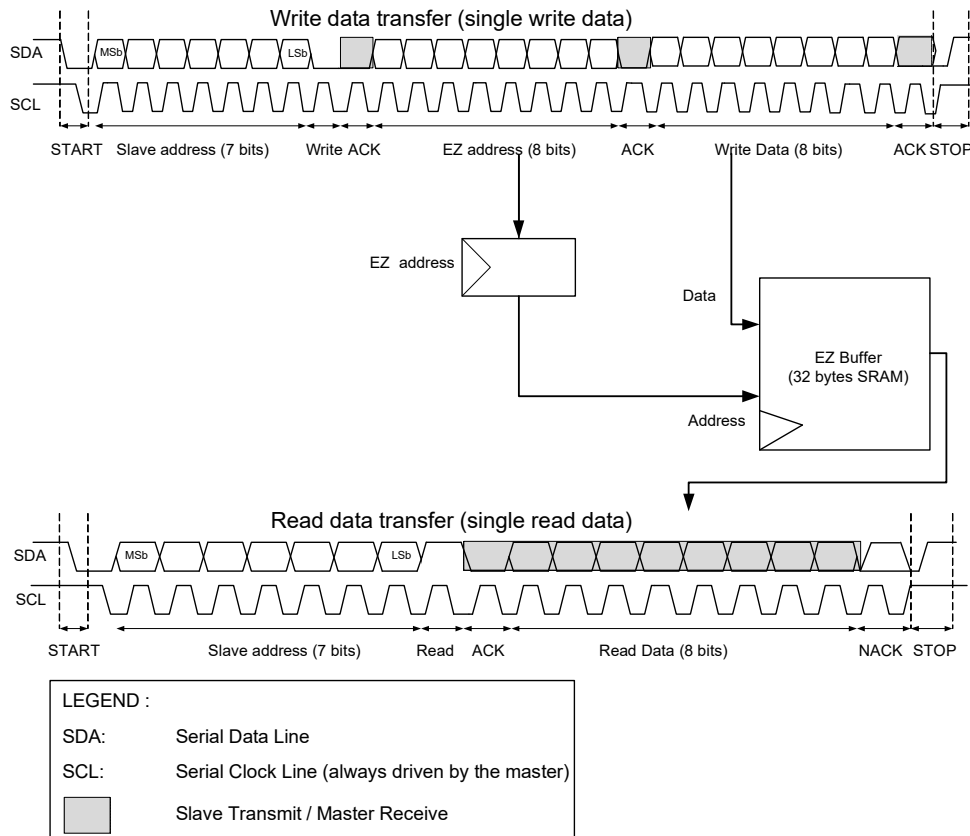 Write data transfer (single write data)
SDA MSb LSb
SCL
START Slave address (7 bits) Write ACK EZ address (8 bits) ACK Write Data (8 bits) ACK STOP
EZ address
Data
EZ Buffer
(32 bytes SRAM)
Address
Read data transfer (single read data)
SDA MSb LSb
SCL
START Slave address (7 bits) Read ACK Read Data (8 bits) NACK STOP
LEGEND :
SDA: Serial Data Line
SCL: Serial Clock Line (always driven by the master)
Slave Transmit / Master Receive